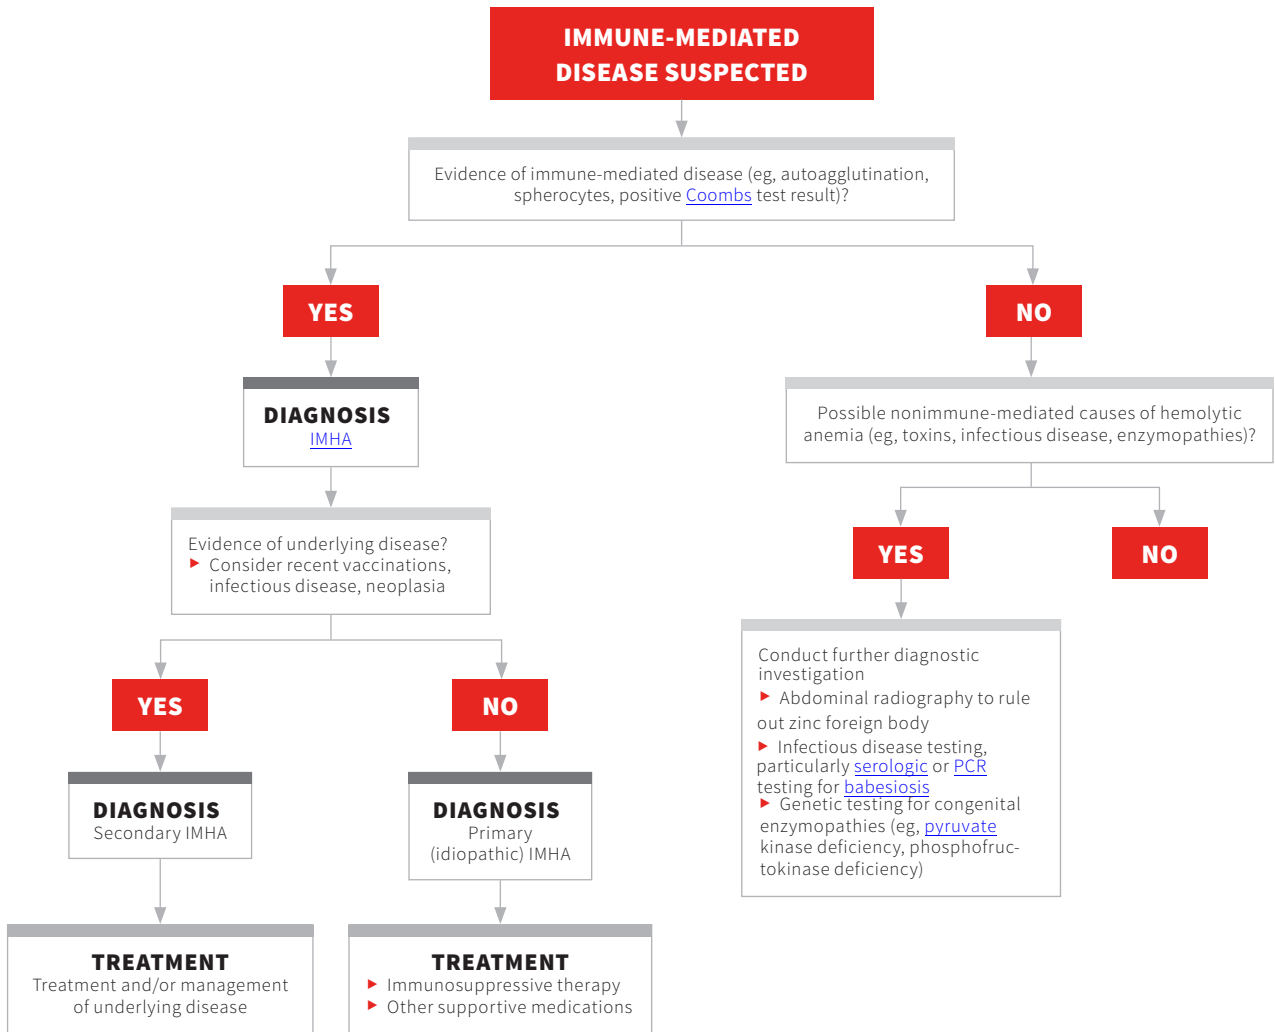 IMMUNE-MEDIATED
DISEASE SUSPECTED
Evidence of immune-mediated disease (eg, autoagglutination,
spherocytes, positive Coombs test result)?
YES
NO
DIAGNOSIS
IMHA
Possible nonimmune-mediated causes of hemolytic
anemia (eg, toxins, infectious disease, enzymopathies)?
Evidence of underlying disease?
► Consider recent vaccinations,
infectious disease, neoplasia
YES
NO
Conduct further diagnostic
investigation
► Abdominal radiography to rule
out zinc foreign body
► Infectious disease testing,
particularly serologic or PCR
testing for babesiosis
► Genetic testing for congenital
enzymopathies (eg, pyruvate
kinase deficiency, phosphofruc-
tokinase deficiency)
YES
NO
DIAGNOSIS
Secondary IMHA
DIAGNOSIS
Primary
(idiopathic) IMHA
TREATMENT
Treatment and/or management
of underlying disease
TREATMENT
► Immunosuppressive therapy
► Other supportive medications